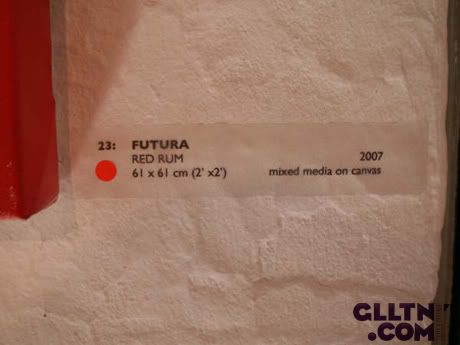 23: FUTURA
RED RUM 2007
61 x 61 cm (2' x2') mixed media on canvas
GLLTN
.COM